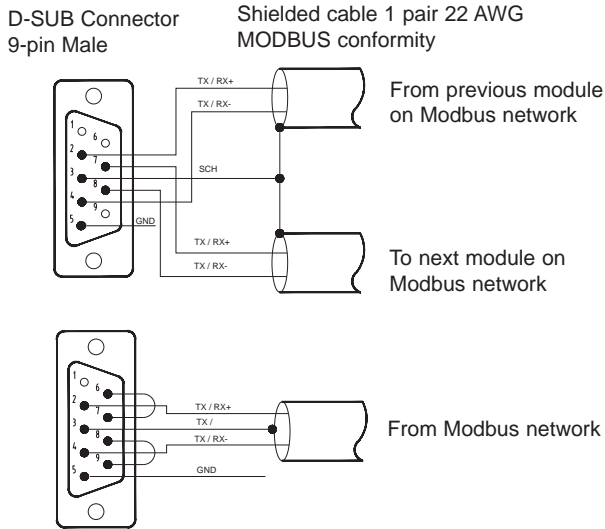 D-SUB Connector
9-pin Male
Shielded cable 1 pair 22 AWG
MODBUS conformity
TX / RX+
TX / RX-
SCH
GND
TX / RX+
TX / RX-
1
2
3
4
5
6
7
8
9
From previous module
on Modbus network
To next module on
Modbus network
1
2
3
4
5
6
7
8
9
TX / RX+
TX /
TX / RX-
GND
From Modbus network